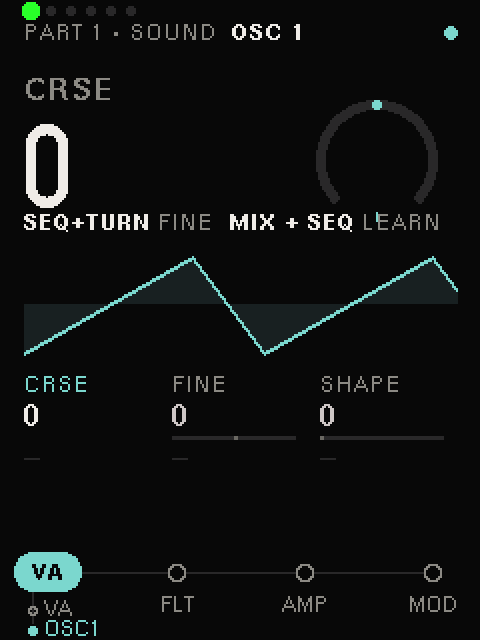 PART 1 · SOUND OSC 1
CRSE
0
SEQ+TURN FINE MIX + SEQ LEARN
CRSE FINE SHAPE
0 0 0
VA
FLT AMP MOD
VA
OSC1